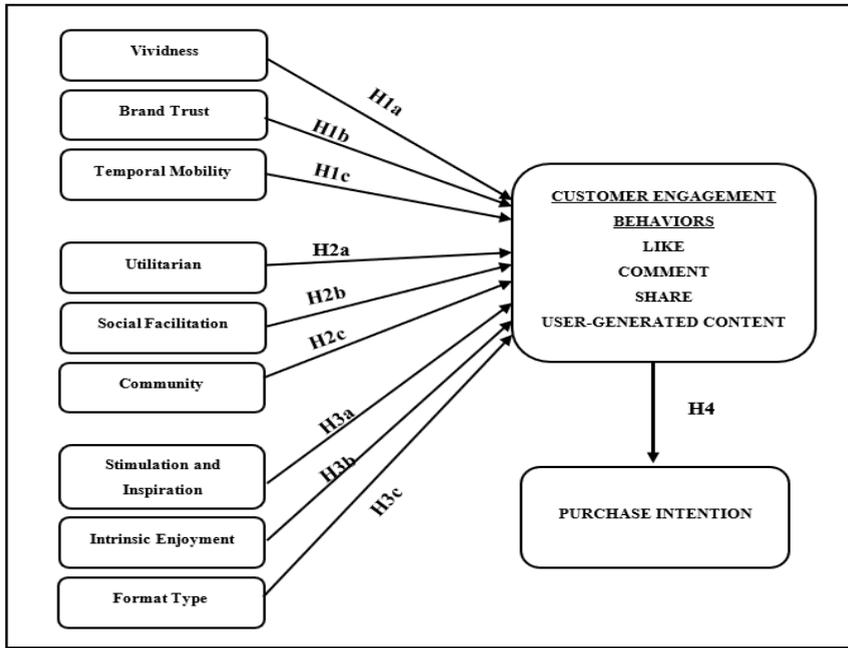 Vividness
H1a
Brand Trust
H1b
Temporal Mobility
H1c
Utilitarian
H2a
Social Facilitation
H2b
Community
H2c
Stimulation and
Inspiration
H3a
Intrinsic Enjoyment
H3b
Format Type
H3c
CUSTOMER ENGAGEMENT
BEHAVIORS
LIKE
COMMENT
SHARE
USER-GENERATED CONTENT
H4
PURCHASE INTENTION